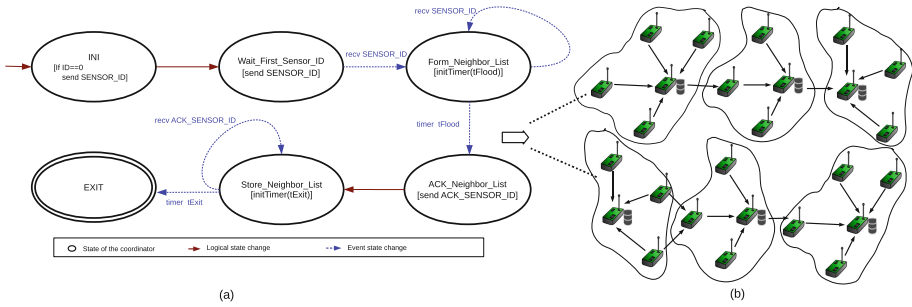 recv SENSOR_ID
INI
[If ID==0
send SENSOR_ID]
Wait_First_Sensor_ID
[send SENSOR_ID]
recv SENSOR_ID
Form_Neighbor_List
[initTimer(tFlood)]
timer tFlood
recv ACK_SENSOR_ID
EXIT
timer tExit
Store_Neighbor_List
[initTimer(tExit)]
ACK_Neighbor_List
[send ACK_SENSOR_ID]
State of the coordinator
Logical state change
Event state change
(a)
(b)